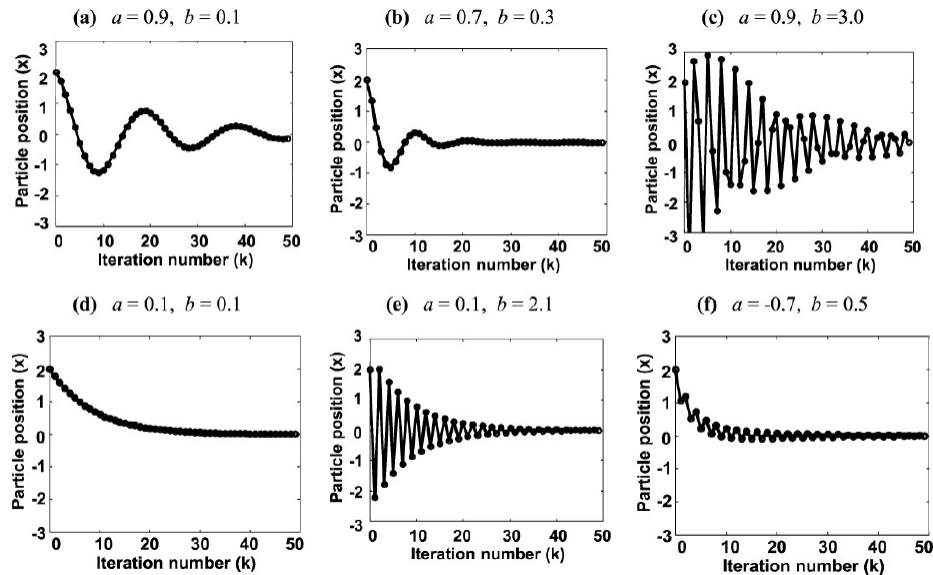 (a) a = 0.9, b = 0.1
Particle position (x)
3
2
1
0
-1
-2
-3
0 10 20 30 40 50
Iteration number (k)
(b) a = 0.7, b = 0.3
Particle position (x)
3
2
1
0
-1
-2
-3
0 10 20 30 40 50
Iteration number (k)
(c) a = 0.9, b =3.0
Particle position (x)
3
2
1
0
-1
-2
-3
0 10 20 30 40 50
Iteration number (k)
(d) a = 0.1, b = 0.1
Particle position (x)
3
2
1
0
-1
-2
-3
0 10 20 30 40 50
Iteration number (k)
(e) a = 0.1, b = 2.1
Particle position (x)
3
2
1
0
-1
2
-3
0 10 20 30 40 50
Iteration number (k)
(f) a = -0.7, b = 0.5
Particle position (x)
3
2
1
0
-1
-2
-3
0 10 20 30 40 50
Iteration number (k)